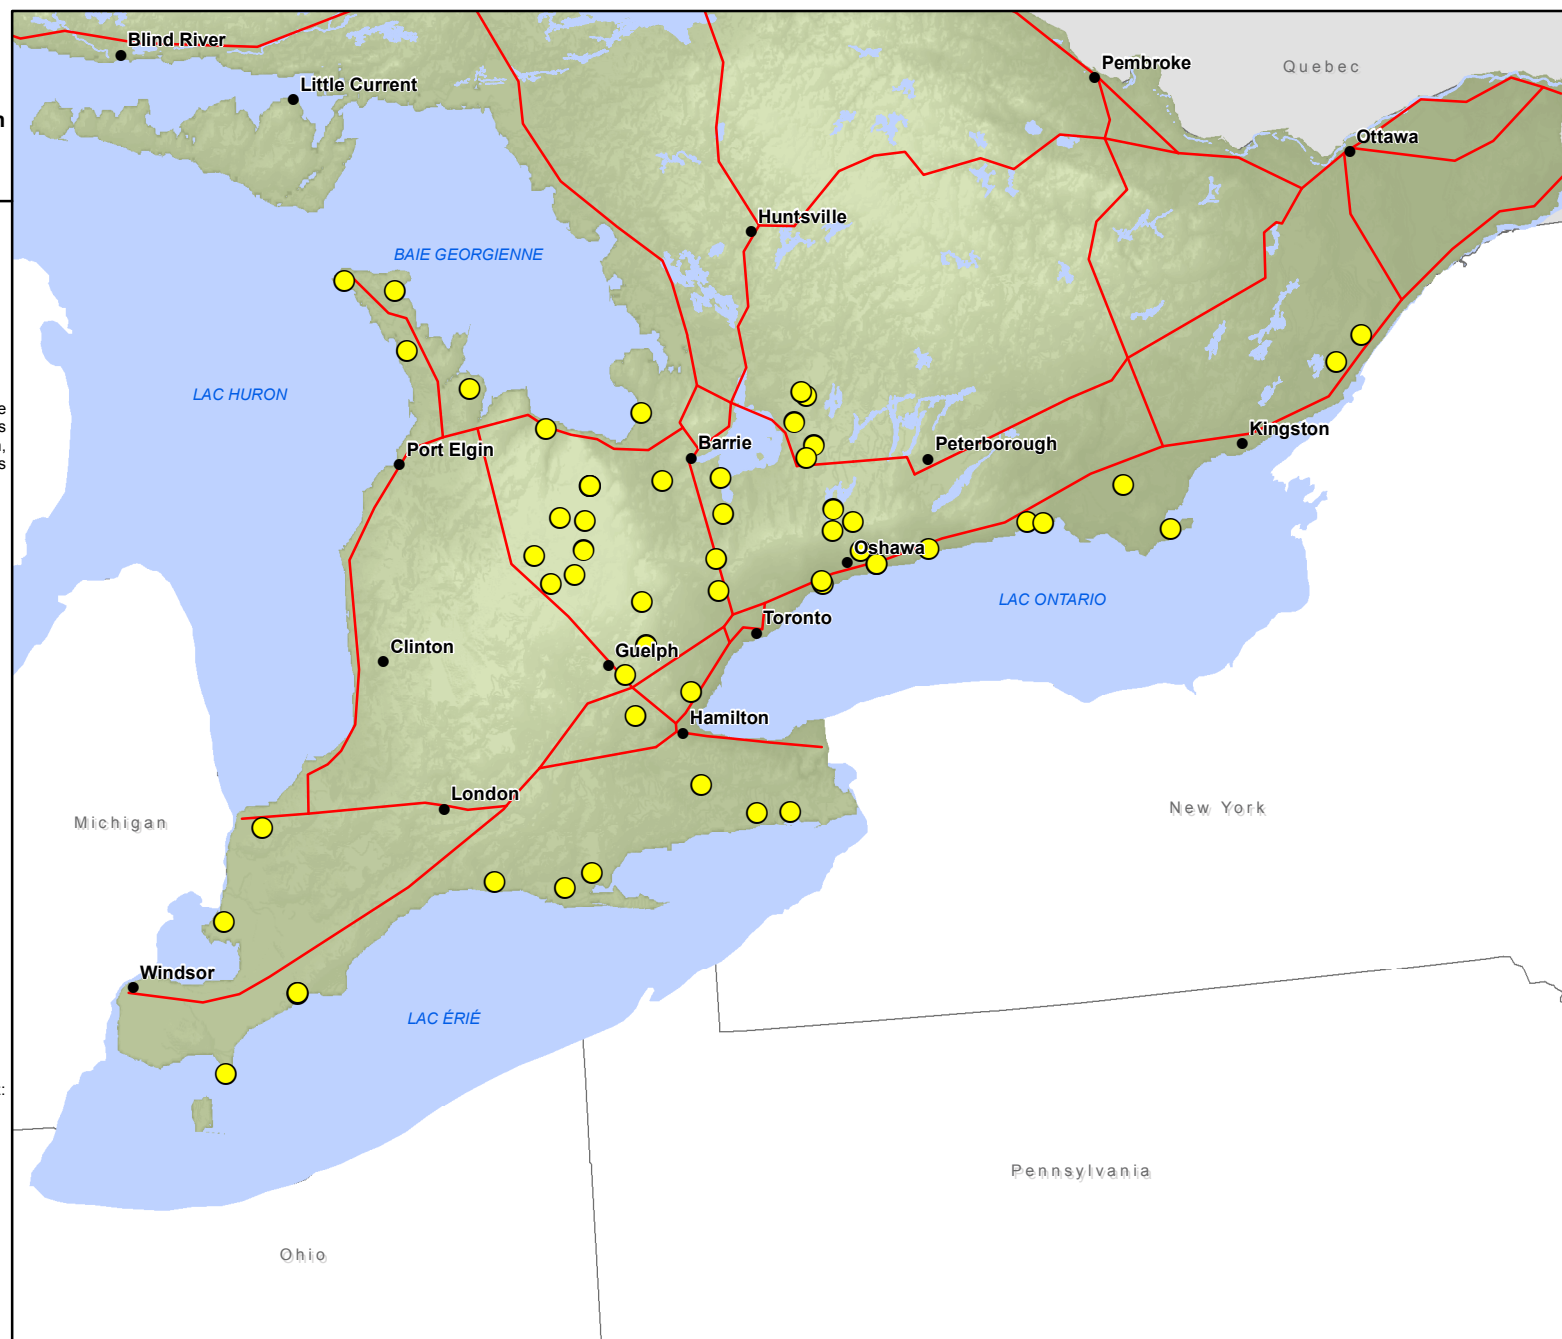 Blind River
Little Current
Pembroke
Quebec
n
Ottawa
Huntsville
BAIE GEORGIENNE
LAC HURON
e
s
,
s
Port Elgin
Barrie
Peterborough
Kingston
Oshawa
LAC ONTARIO
Toronto
Clinton
Guelph
Hamilton
London
New York
Michigan
Windsor
LAC ÉRIÉ
:
Pennsylvania
Ohio